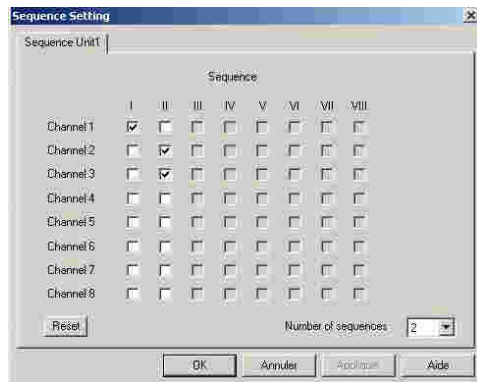 Sequence Setting
Sequence Unit1
Sequence
I II III IV V VI VII VIII
Channel 1
Channel 2
Channel 3
Channel 4
Channel 5
Channel 6
Channel 7
Channel 8
Reset Number of sequences 2
OK Annuler Appliquer Aide